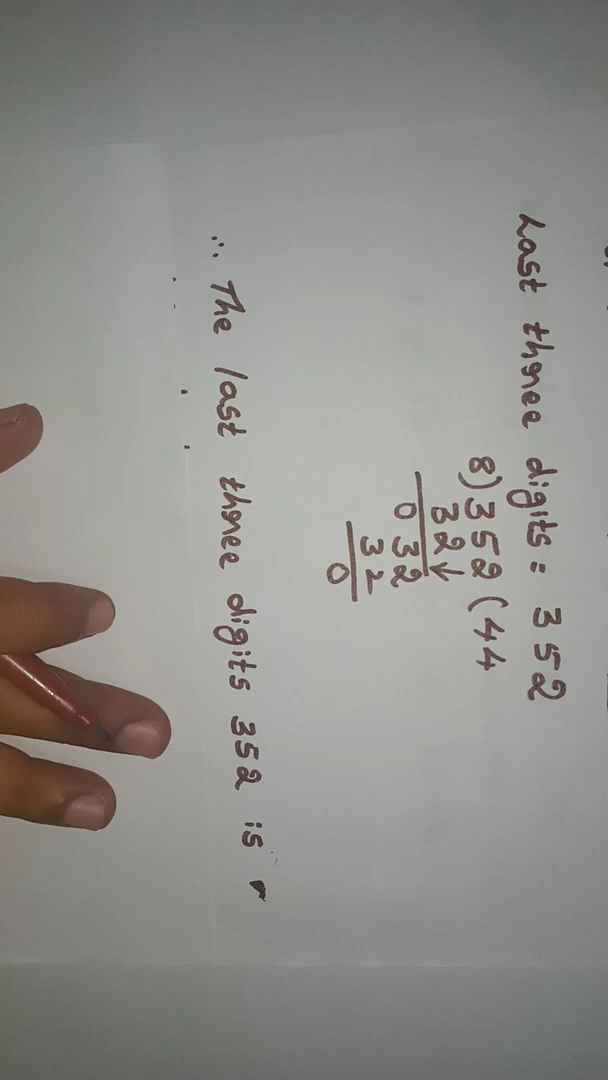 Last three digits = 352
8)352(44
32↓
032
32
0
∴ The last three digits 352 is